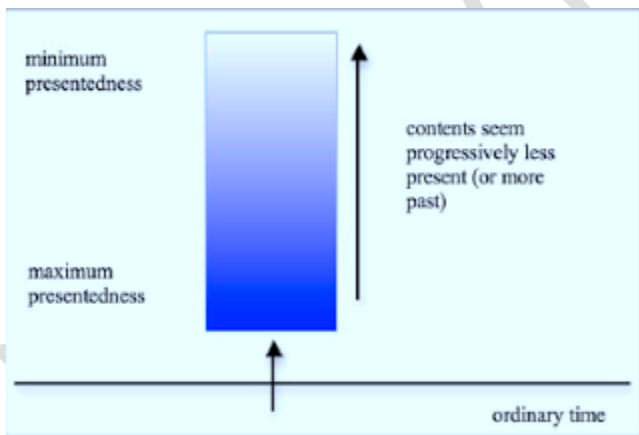 minimum
presentedness
contents seem
progressively less
present (or more
past)
maximum
presentedness
ordinary time